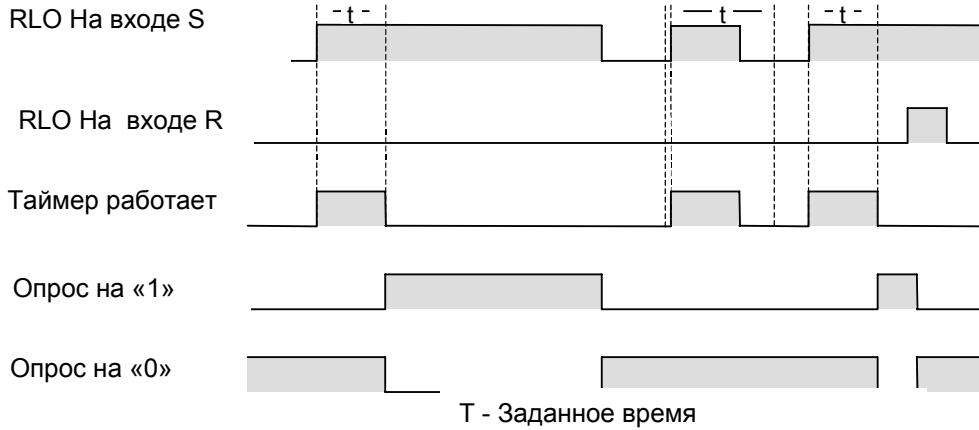 RLO На входе S
t
t
t
RLO На входе R
Таймер работает
Опрос На «1»
Опрос на «0»
Т - Заданное время